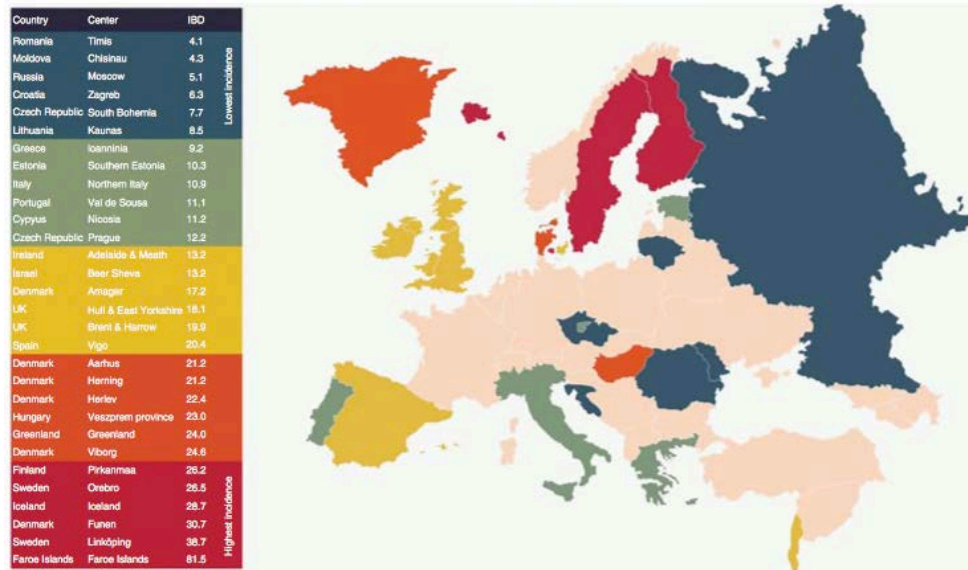 Country Center IBD
Romania Timis 4.1
Moldova Chisinau 4.3
Russia Moscow 5.1
Croatia Zagreb 6.3
Czech Republic South Bohemia 7.7
Lithuania Kaunas 8.5
Lowest incidence
Greece Ioanninia 9.2
Estonia Southern Estonia 10.3
Italy Northern Italy 10.9
Portugal Val de Sousa 11.1
Cypyus Nicosia 11.2
Czech Republic Prague 12.2
Ireland Adelaide & Meath 13.2
Israel Beer Sheva 13.2
Denmark Amager 17.2
UK Hull & East Yorkshire 18.1
UK Brent & Harrow 19.9
Spain Vigo 20.4
Denmark Aarhus 21.2
Denmark Herning 21.2
Denmark Herlev 22.4
Hungary Veszprem province 23.0
Greenland Greenland 24.0
Denmark Viborg 24.6
Finland Pirkanmaa 26.2
Sweden Orebro 26.5
Iceland Iceland 28.7
Denmark Funen 30.7
Sweden Linköping 38.7
Faroe Islands Faroe Islands 81.5
Highest incidence